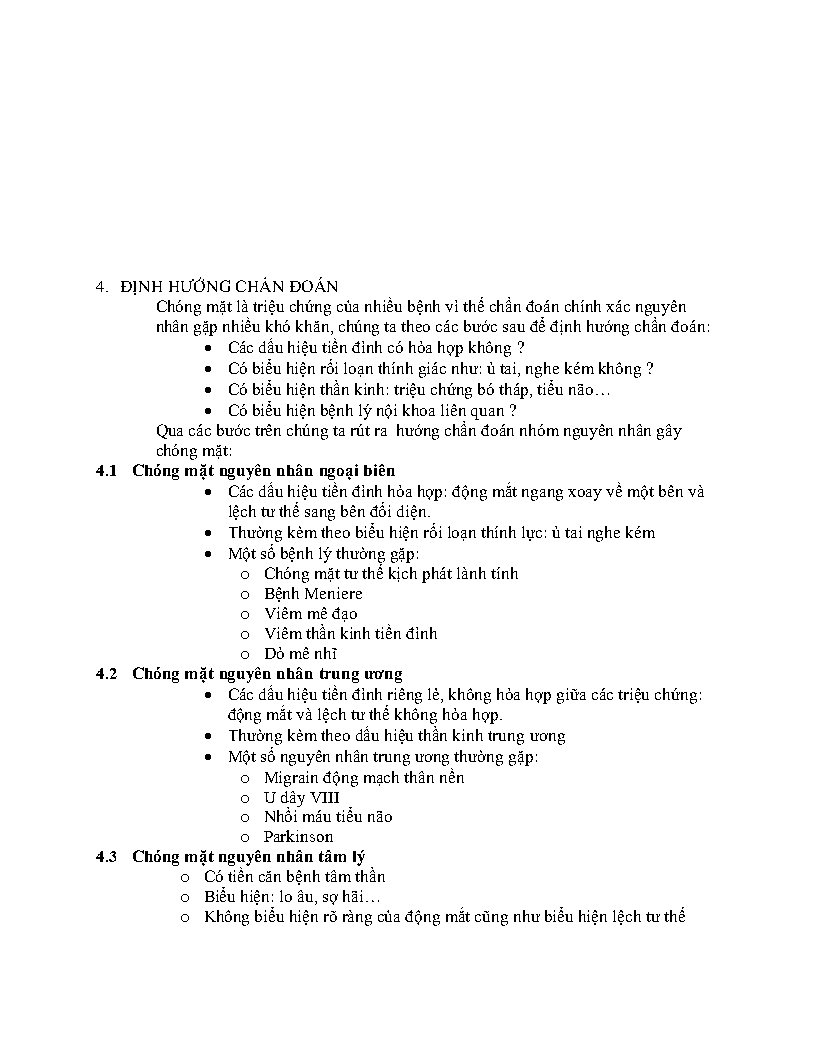 4. ĐỊNH HƯỚNG CHẨN ĐOÁN
Chóng mặt là triệu chứng của nhiều bệnh vì thế chẩn đoán chính xác nguyên
nhân gặp nhiều khó khăn, chúng ta theo các bước sau để định hướng chẩn đoán:
• Các dấu hiệu tiền đình có hòa hợp không ?
• Có biểu hiện rối loạn thính giác như: ù tai, nghe kém không ?
• Có biểu hiện thần kinh: triệu chứng bó tháp, tiểu não…
• Có biểu hiện bệnh lý nội khoa liên quan ?
Qua các bước trên chúng ta rút ra hướng chẩn đoán nhóm nguyên nhân gây
chóng mặt:
4.1 Chóng mặt nguyên nhân ngoại biên
• Các dấu hiệu tiền đình hòa hợp: động mắt ngang xoay về một bên và
lệch tư thế sang bên đối diện.
• Thường kèm theo biểu hiện rối loạn thính lực: ù tai nghe kém
• Một số bệnh lý thường gặp:
o Chóng mặt tư thế kịch phát lành tính
o Bệnh Meniere
o Viêm mê đạo
o Viêm thần kinh tiền đình
o Dò mê nhĩ
4.2 Chóng mặt nguyên nhân trung ương
• Các dấu hiệu tiền đình riêng lẻ, không hòa hợp giữa các triệu chứng:
động mắt và lệch tư thế không hòa hợp.
• Thường kèm theo dấu hiệu thần kinh trung ương
• Một số nguyên nhân trung ương thường gặp:
o Migrain động mạch thân nền
o U dây VIII
o Nhồi máu tiểu não
o Parkinson
4.3 Chóng mặt nguyên nhân tâm lý
o Có tiền căn bệnh tâm thần
o Biểu hiện: lo âu, sợ hãi…
o Không biểu hiện rõ ràng của động mắt cũng như biểu hiện lệch tư thế